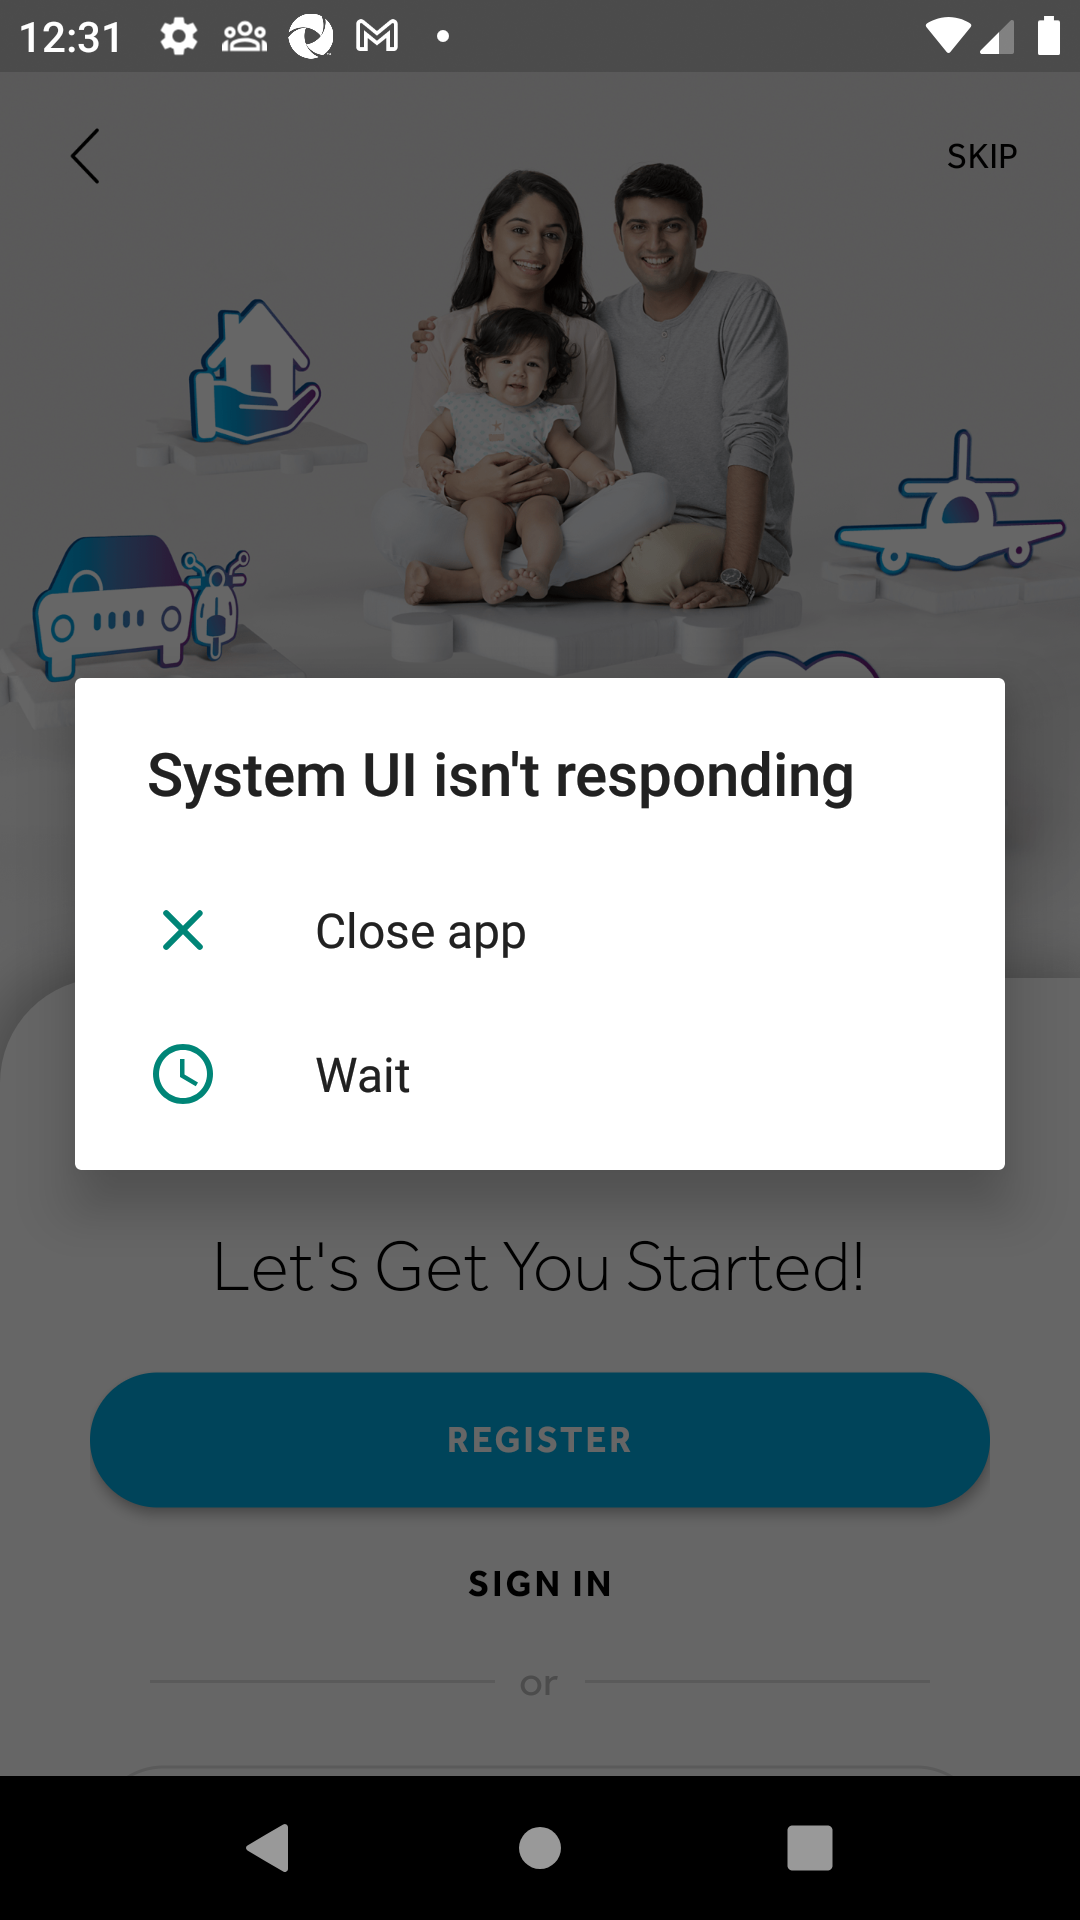 12:31
SKIP
System UI isn't responding
Close app
Wait
Let's Get You Started!
REGISTER
SIGN IN
or